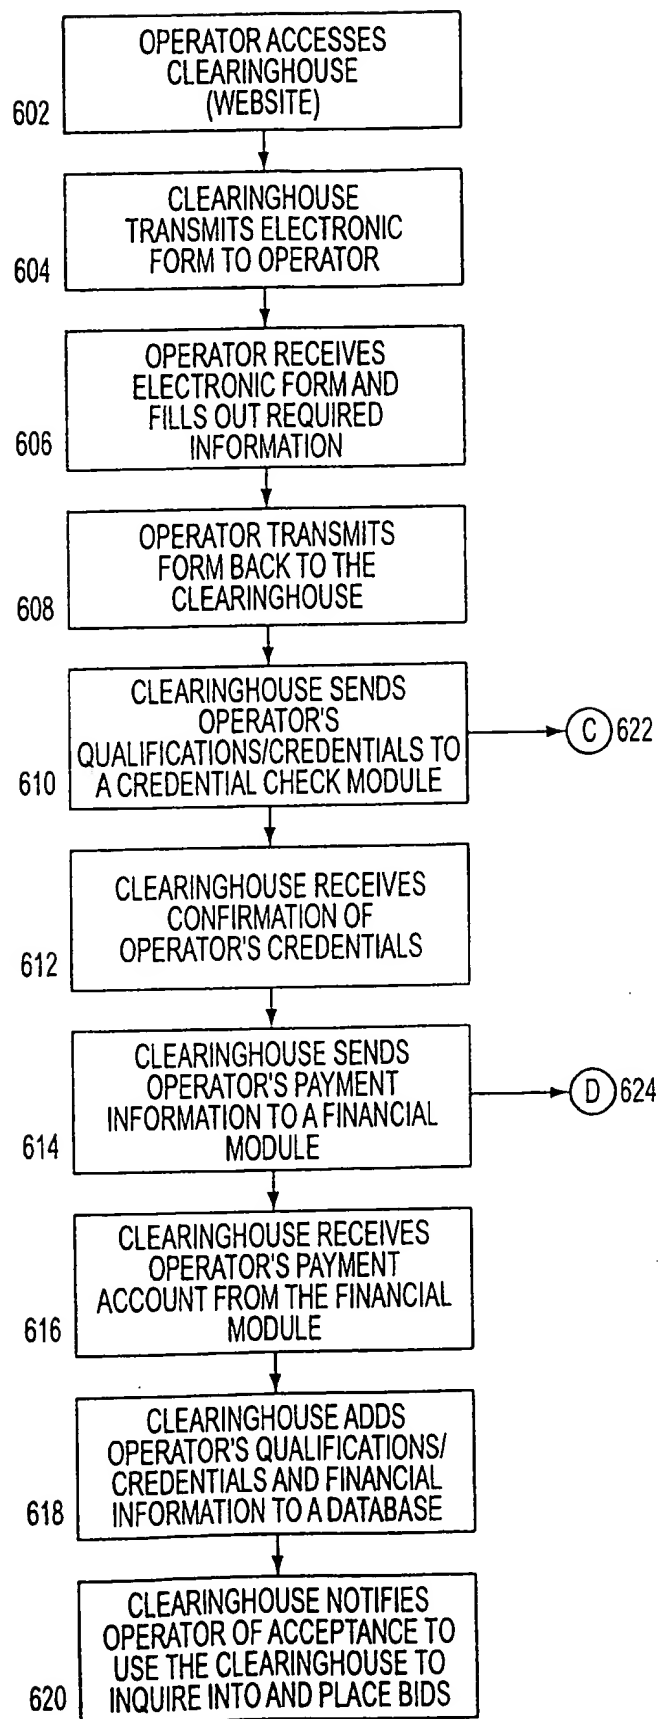 OPERATOR ACCESSES
CLEARINGHOUSE
(WEBSITE)
602
CLEARINGHOUSE
TRANSMITS ELECTRONIC
FORM TO OPERATOR
604
OPERATOR RECEIVES
ELECTRONIC FORM AND
FILLS OUT REQUIRED
INFORMATION
606
OPERATOR TRANSMITS
FORM BACK TO THE
CLEARINGHOUSE
608
CLEARINGHOUSE SENDS
OPERATOR'S
QUALIFICATIONS/CREDENTIALS TO
A CREDENTIAL CHECK MODULE
610
C 622
CLEARINGHOUSE RECEIVES
CONFIRMATION OF
OPERATOR'S CREDENTIALS
612
CLEARINGHOUSE SENDS
OPERATOR'S PAYMENT
INFORMATION TO A FINANCIAL
MODULE
614
D 624
CLEARINGHOUSE RECEIVES
OPERATOR'S PAYMENT
ACCOUNT FROM THE FINANCIAL
MODULE
616
CLEARINGHOUSE ADDS
OPERATOR'S QUALIFICATIONS/
CREDENTIALS AND FINANCIAL
INFORMATION TO A DATABASE
618
CLEARINGHOUSE NOTIFIES
OPERATOR OF ACCEPTANCE TO
USE THE CLEARINGHOUSE TO
INQUIRE INTO AND PLACE BIDS
620